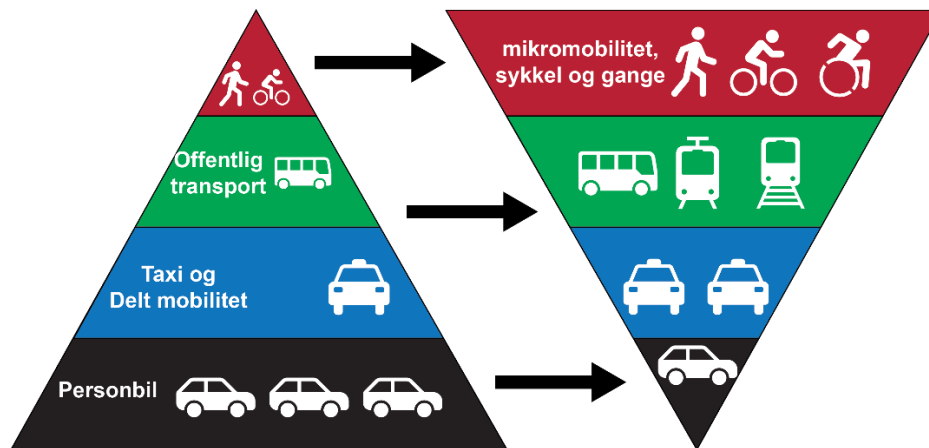 mikromobilitet,
sykkel og gange
Offentlig
transport
Taxi og
Delt mobilitet
Personbil